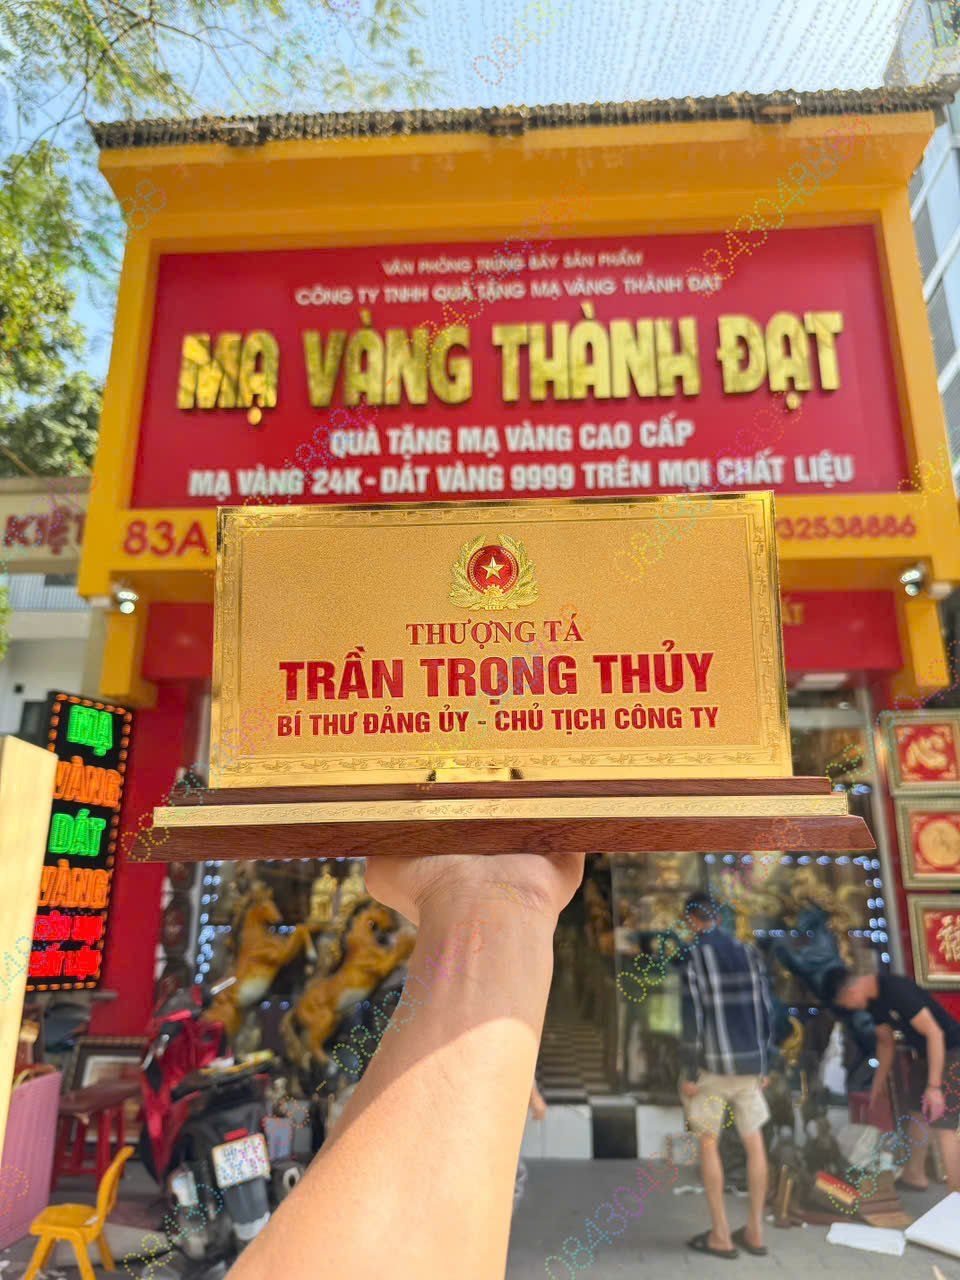 VĂN PHÒNG TRƯNG BÀY SẢN PHẨM
CÔNG TY TNHH QUÀ TẶNG MẠ VÀNG THÀNH ĐẠT
MẠ VÀNG THÀNH ĐẠT
QUÀ TẶNG MẠ VÀNG CAO CẤP
MẠ VÀNG 24K - DÁT VÀNG 9999 TRÊN MỌI CHẤT LIỆU
KIỆT
83A
32538886
THƯỢNG TÁ
TRẦN TRỌNG THỦY
BÍ THƯ ĐẢNG ỦY - CHỦ TỊCH CÔNG TY
MẠ
VÀNG
DÁT
VÀNG